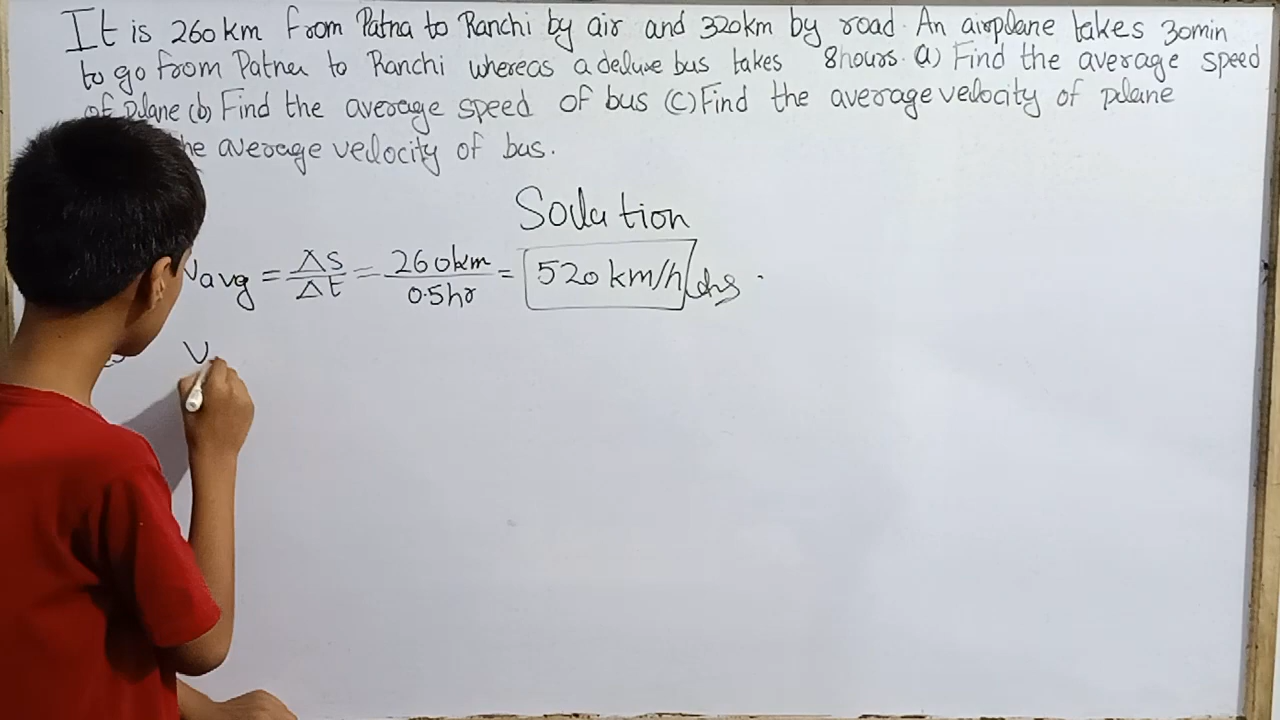 It is 260km from Patna to Ranchi by air and 320km by road. An airplane takes 30min
to go from Patna to Ranchi whereas a deluxe bus takes 8hours. a) Find the average speed
of plane (b) Find the average speed of bus (c) Find the average velocity of plane
he average velocity of bus.
Solution
Vavg = ΔS/Δt = 260km/0.5hr = 520 km/h Ans.
V